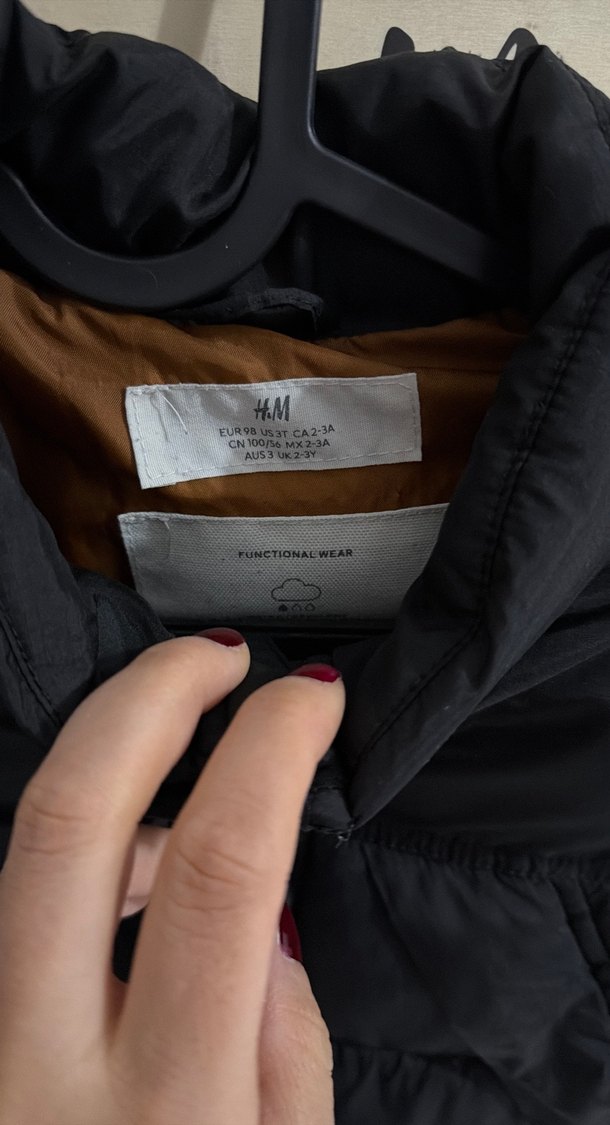 H&M
EUR 98 US 3T CA 2-3A
CN 100/56 MX 2-3A
AUS 3 UK 2-3Y
FUNCTIONAL WEAR